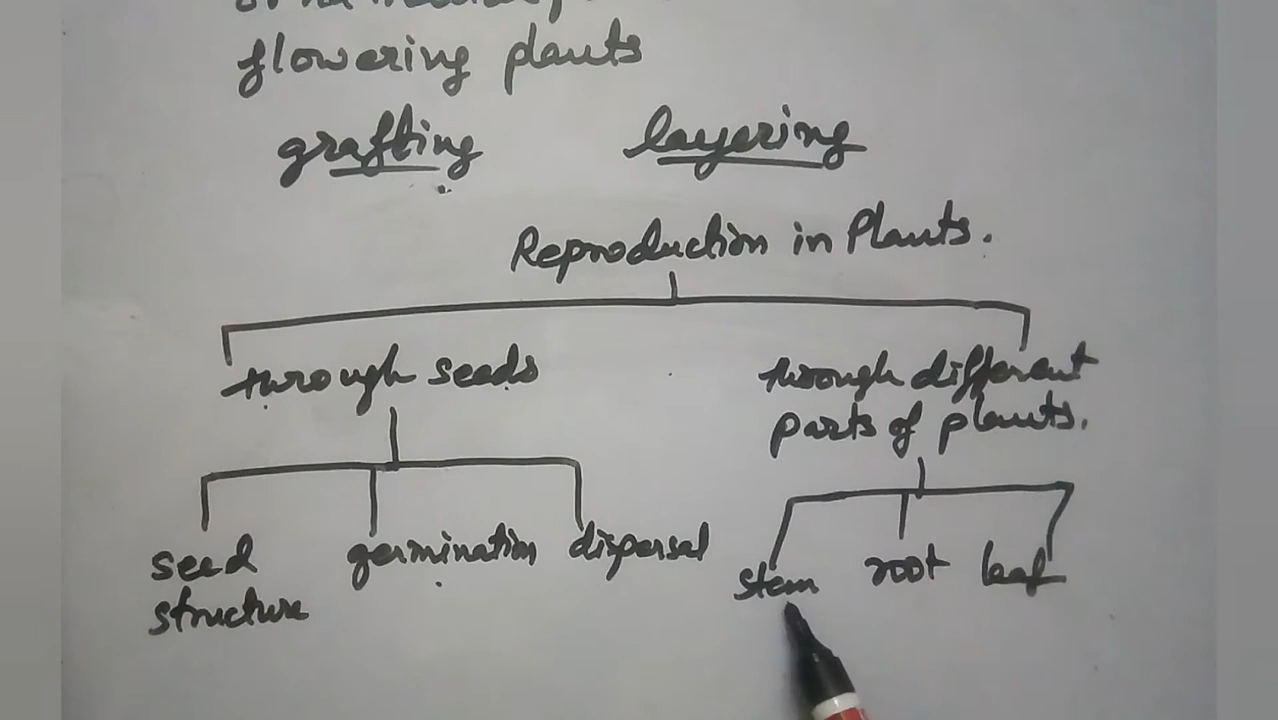 flowering plants
grafting layering
Reproduction in Plants.
through seeds
through different
parts of plants.
seed
structure
germination
dispersal
stem
root
leaf